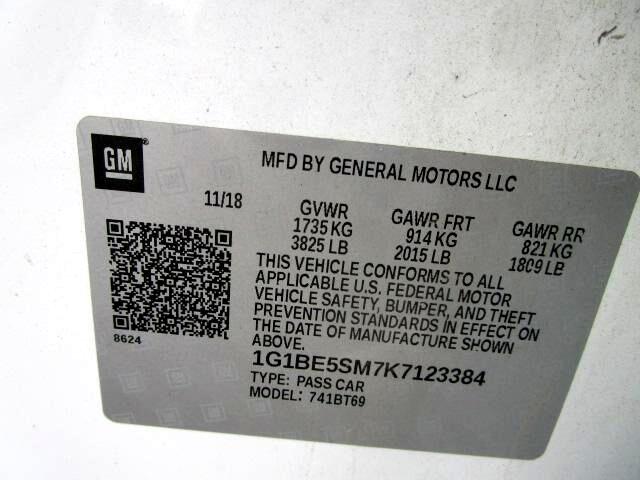 GM®
MFD BY GENERAL MOTORS LLC
11/18
GVWR
1735 KG
3825 LB
GAWR FRT
914 KG
2015 LB
GAWR RR
821 KG
1809 LB
THIS VEHICLE CONFORMS TO ALL
APPLICABLE U.S. FEDERAL MOTOR
VEHICLE SAFETY, BUMPER, AND THEFT
PREVENTION STANDARDS IN EFFECT ON
THE DATE OF MANUFACTURE SHOWN
ABOVE.
8624
1G1BE5SM7K7123384
TYPE: PASS CAR
MODEL: 741BT69